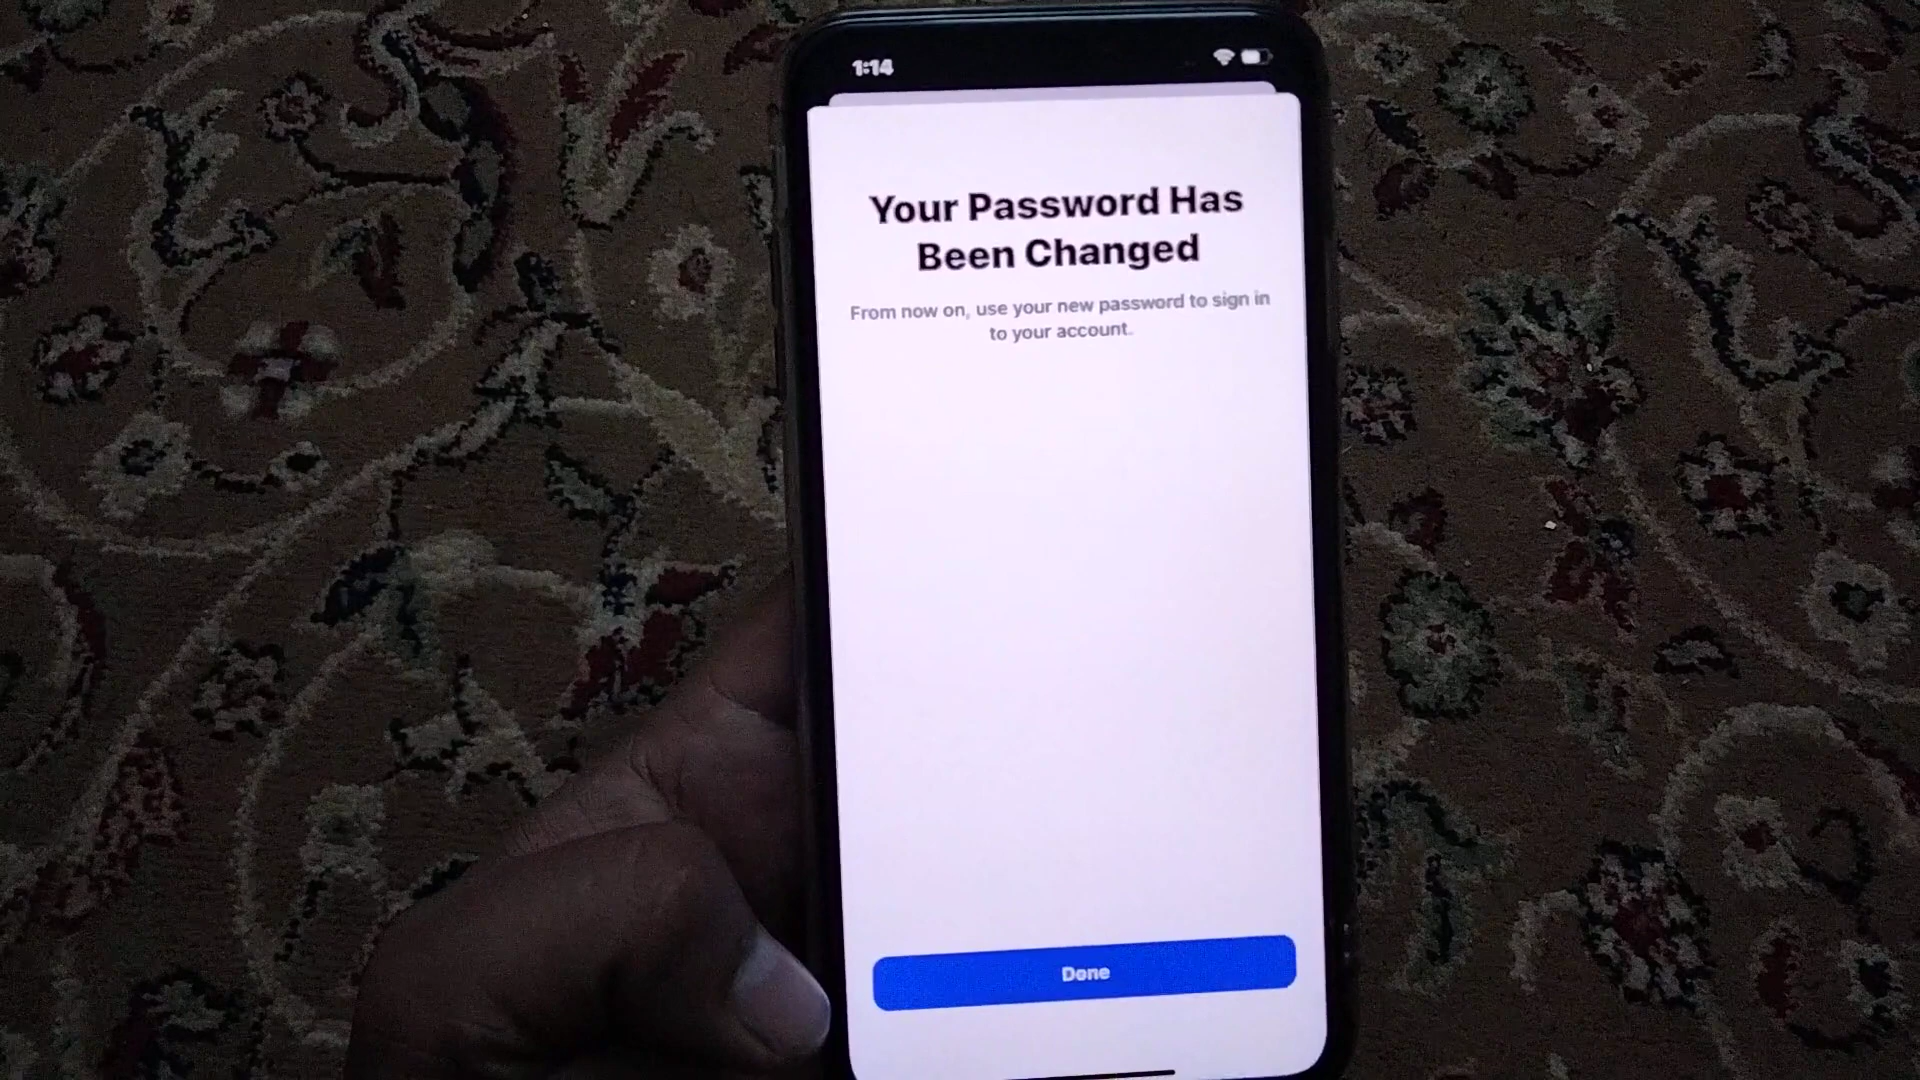 1:14
Your Password Has
Been Changed
From now on, use your new password to sign in
to your account.
Done